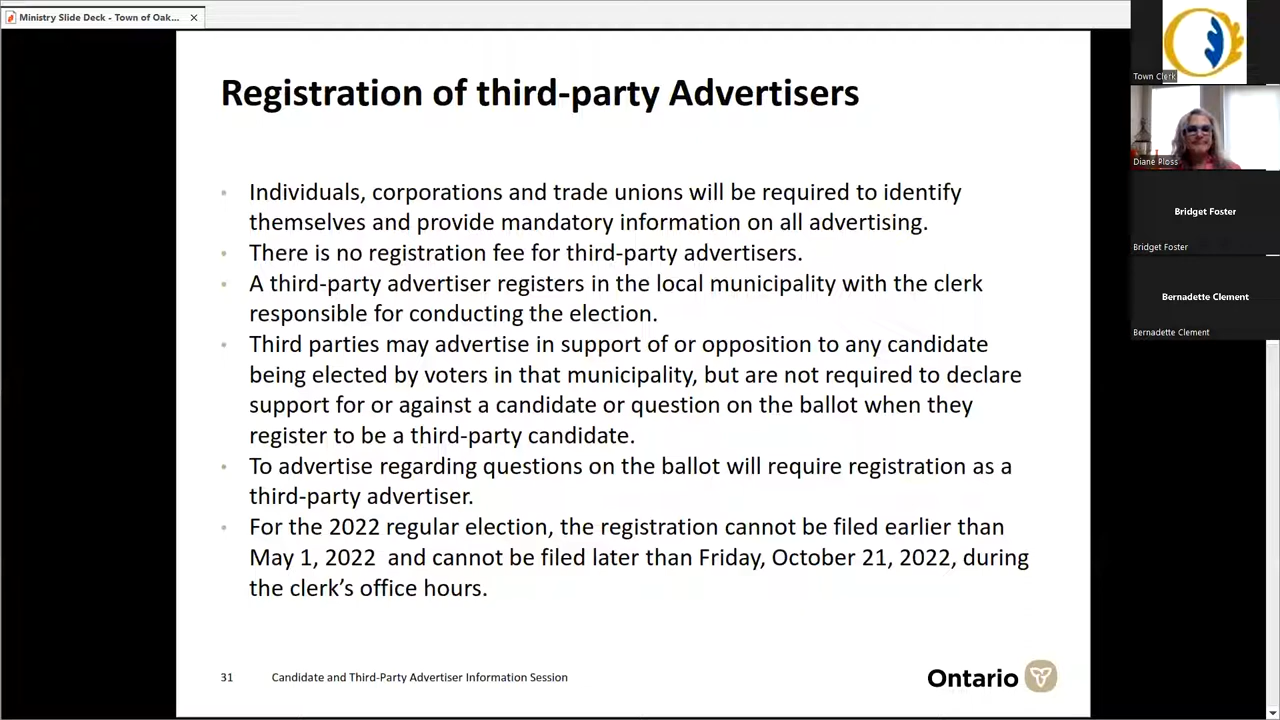 Ministry Slide Deck - Town of Oak...
Registration of third-party Advertisers
• Individuals, corporations and trade unions will be required to identify
themselves and provide mandatory information on all advertising.
• There is no registration fee for third-party advertisers.
• A third-party advertiser registers in the local municipality with the clerk
responsible for conducting the election.
• Third parties may advertise in support of or opposition to any candidate
being elected by voters in that municipality, but are not required to declare
support for or against a candidate or question on the ballot when they
register to be a third-party candidate.
• To advertise regarding questions on the ballot will require registration as a
third-party advertiser.
• For the 2022 regular election, the registration cannot be filed earlier than
May 1, 2022 and cannot be filed later than Friday, October 21, 2022, during
the clerk’s office hours.
31 Candidate and Third-Party Advertiser Information Session
Ontario
Town Clerk
Diane Ploss
Bridget Foster
Bridget Foster
Bernadette Clement
Bernadette Clement